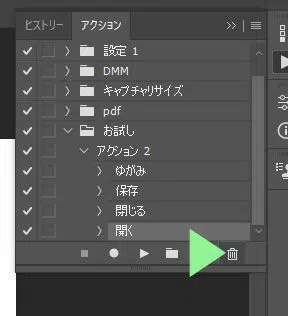 ヒストリー アクション
設定 1
DMM
キャプチャリサイズ
pdf
お試し
アクション 2
ゆがみ
保存
閉じる
開く